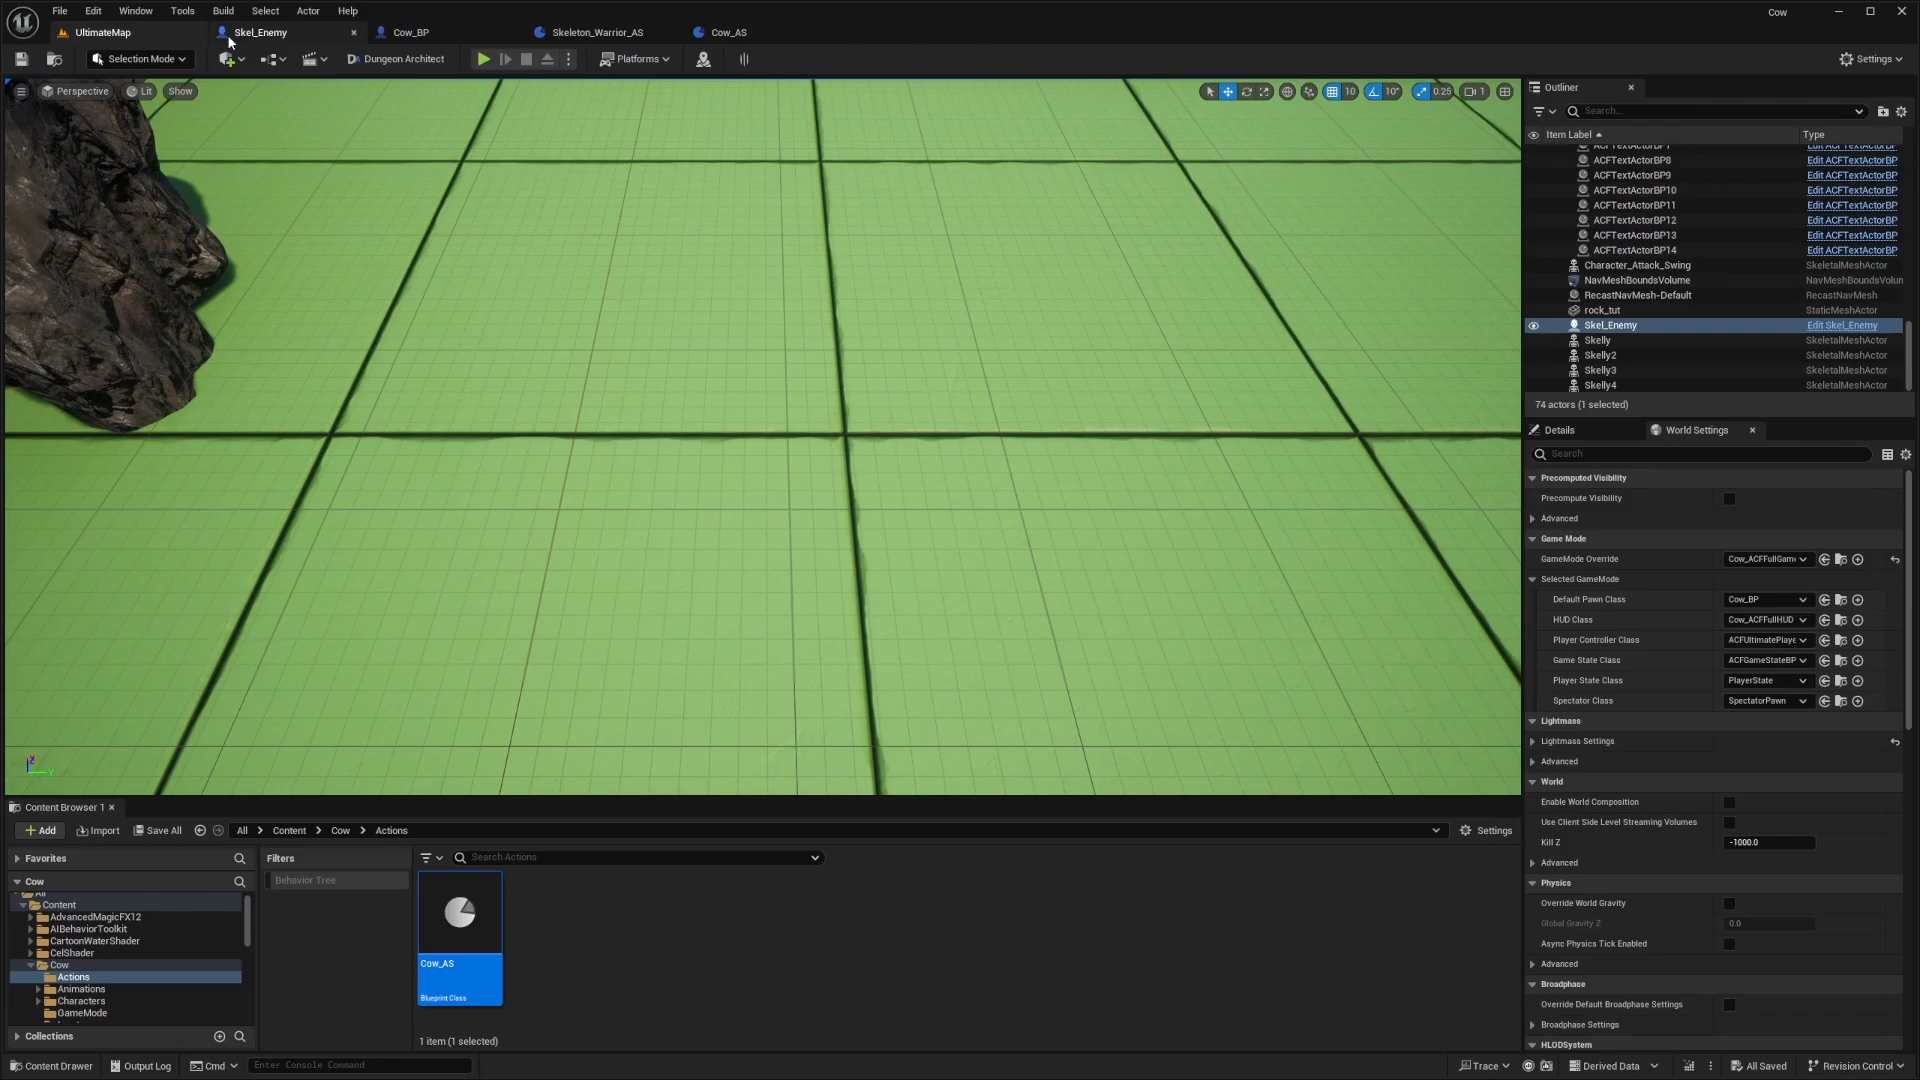 File Edit Window Tools Build Select Actor Help
Cow
UltimateMap
Skel_Enemy
Cow_BP
Skeleton_Warrior_AS
Cow_AS
Selection Mode
Dungeon Architect
Platforms
Settings
Perspective
Lit
Show
10
10°
0.25
1
Outliner
Search...
Item Label
Type
ACFTextActorBP8 Edit ACFTextActorBP
ACFTextActorBP9 Edit ACFTextActorBP
ACFTextActorBP10 Edit ACFTextActorBP
ACFTextActorBP11 Edit ACFTextActorBP
ACFTextActorBP12 Edit ACFTextActorBP
ACFTextActorBP13 Edit ACFTextActorBP
ACFTextActorBP14 Edit ACFTextActorBP
Character_Attack_Swing SkeletalMeshActor
NavMeshBoundsVolume NavMeshBoundsVolun
RecastNavMesh-Default RecastNavMesh
rock_tut StaticMeshActor
Skel_Enemy Edit Skel_Enemy
Skelly SkeletalMeshActor
Skelly2 SkeletalMeshActor
Skelly3 SkeletalMeshActor
Skelly4 SkeletalMeshActor
74 actors (1 selected)
Details
World Settings
Search
Precomputed Visibility
Precompute Visibility
Advanced
Game Mode
GameMode Override Cow_ACFFullGam
Selected GameMode
Default Pawn Class Cow_BP
HUD Class Cow_ACFFullHUD
Player Controller Class ACFUltimatePlaye
Game State Class ACFGameStateBP
Player State Class PlayerState
Spectator Class SpectatorPawn
Lightmass
Lightmass Settings
Advanced
World
Enable World Composition
Use Client Side Level Streaming Volumes
Kill Z -1000.0
Advanced
Physics
Override World Gravity
Global Gravity Z 0.0
Async Physics Tick Enabled
Advanced
Broadphase
Override Default Broadphase Settings
Broadphase Settings
HLODSystem
Content Browser 1
Add
Import
Save All
All > Content > Cow > Actions
Settings
Favorites
Filters
Search Actions
Cow
Behavior Tree
All
Content
AdvancedMagicFX12
AIBehaviorToolkit
CartoonWaterShader
CelShader
Cow
Actions
Animations
Characters
GameMode
Cow_AS
Blueprint Class
Collections
1 item (1 selected)
Content Drawer
Output Log
Cmd
Enter Console Command
Trace
Derived Data
All Saved
Revision Control